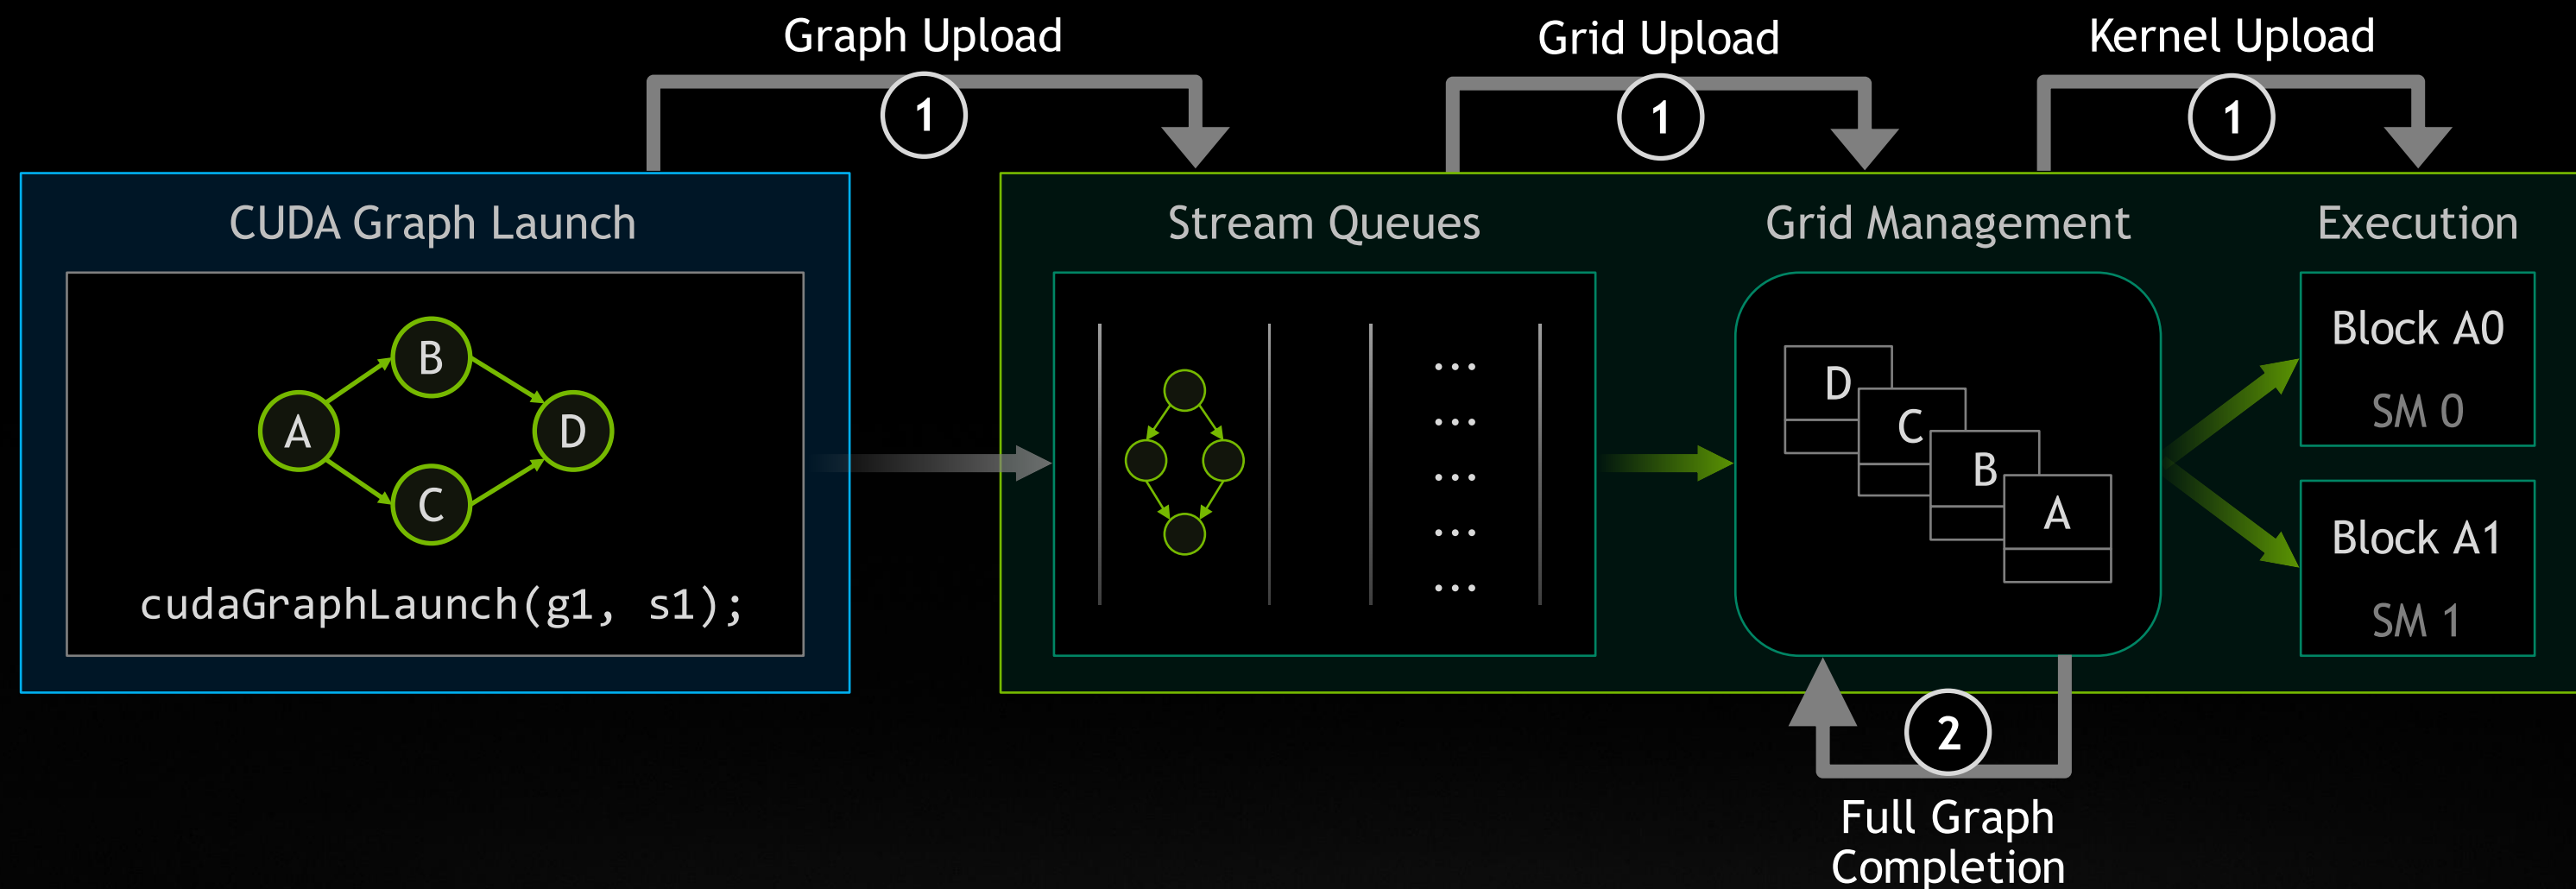 Graph Upload
1
Grid Upload
1
Kernel Upload
1
CUDA Graph Launch
A
B
C
D
cudaGraphLaunch(g1, s1);
Stream Queues
...
...
...
...
...
Grid Management
D
C
B
A
Execution
Block A0
SM 0
Block A1
SM 1
2
Full Graph
Completion